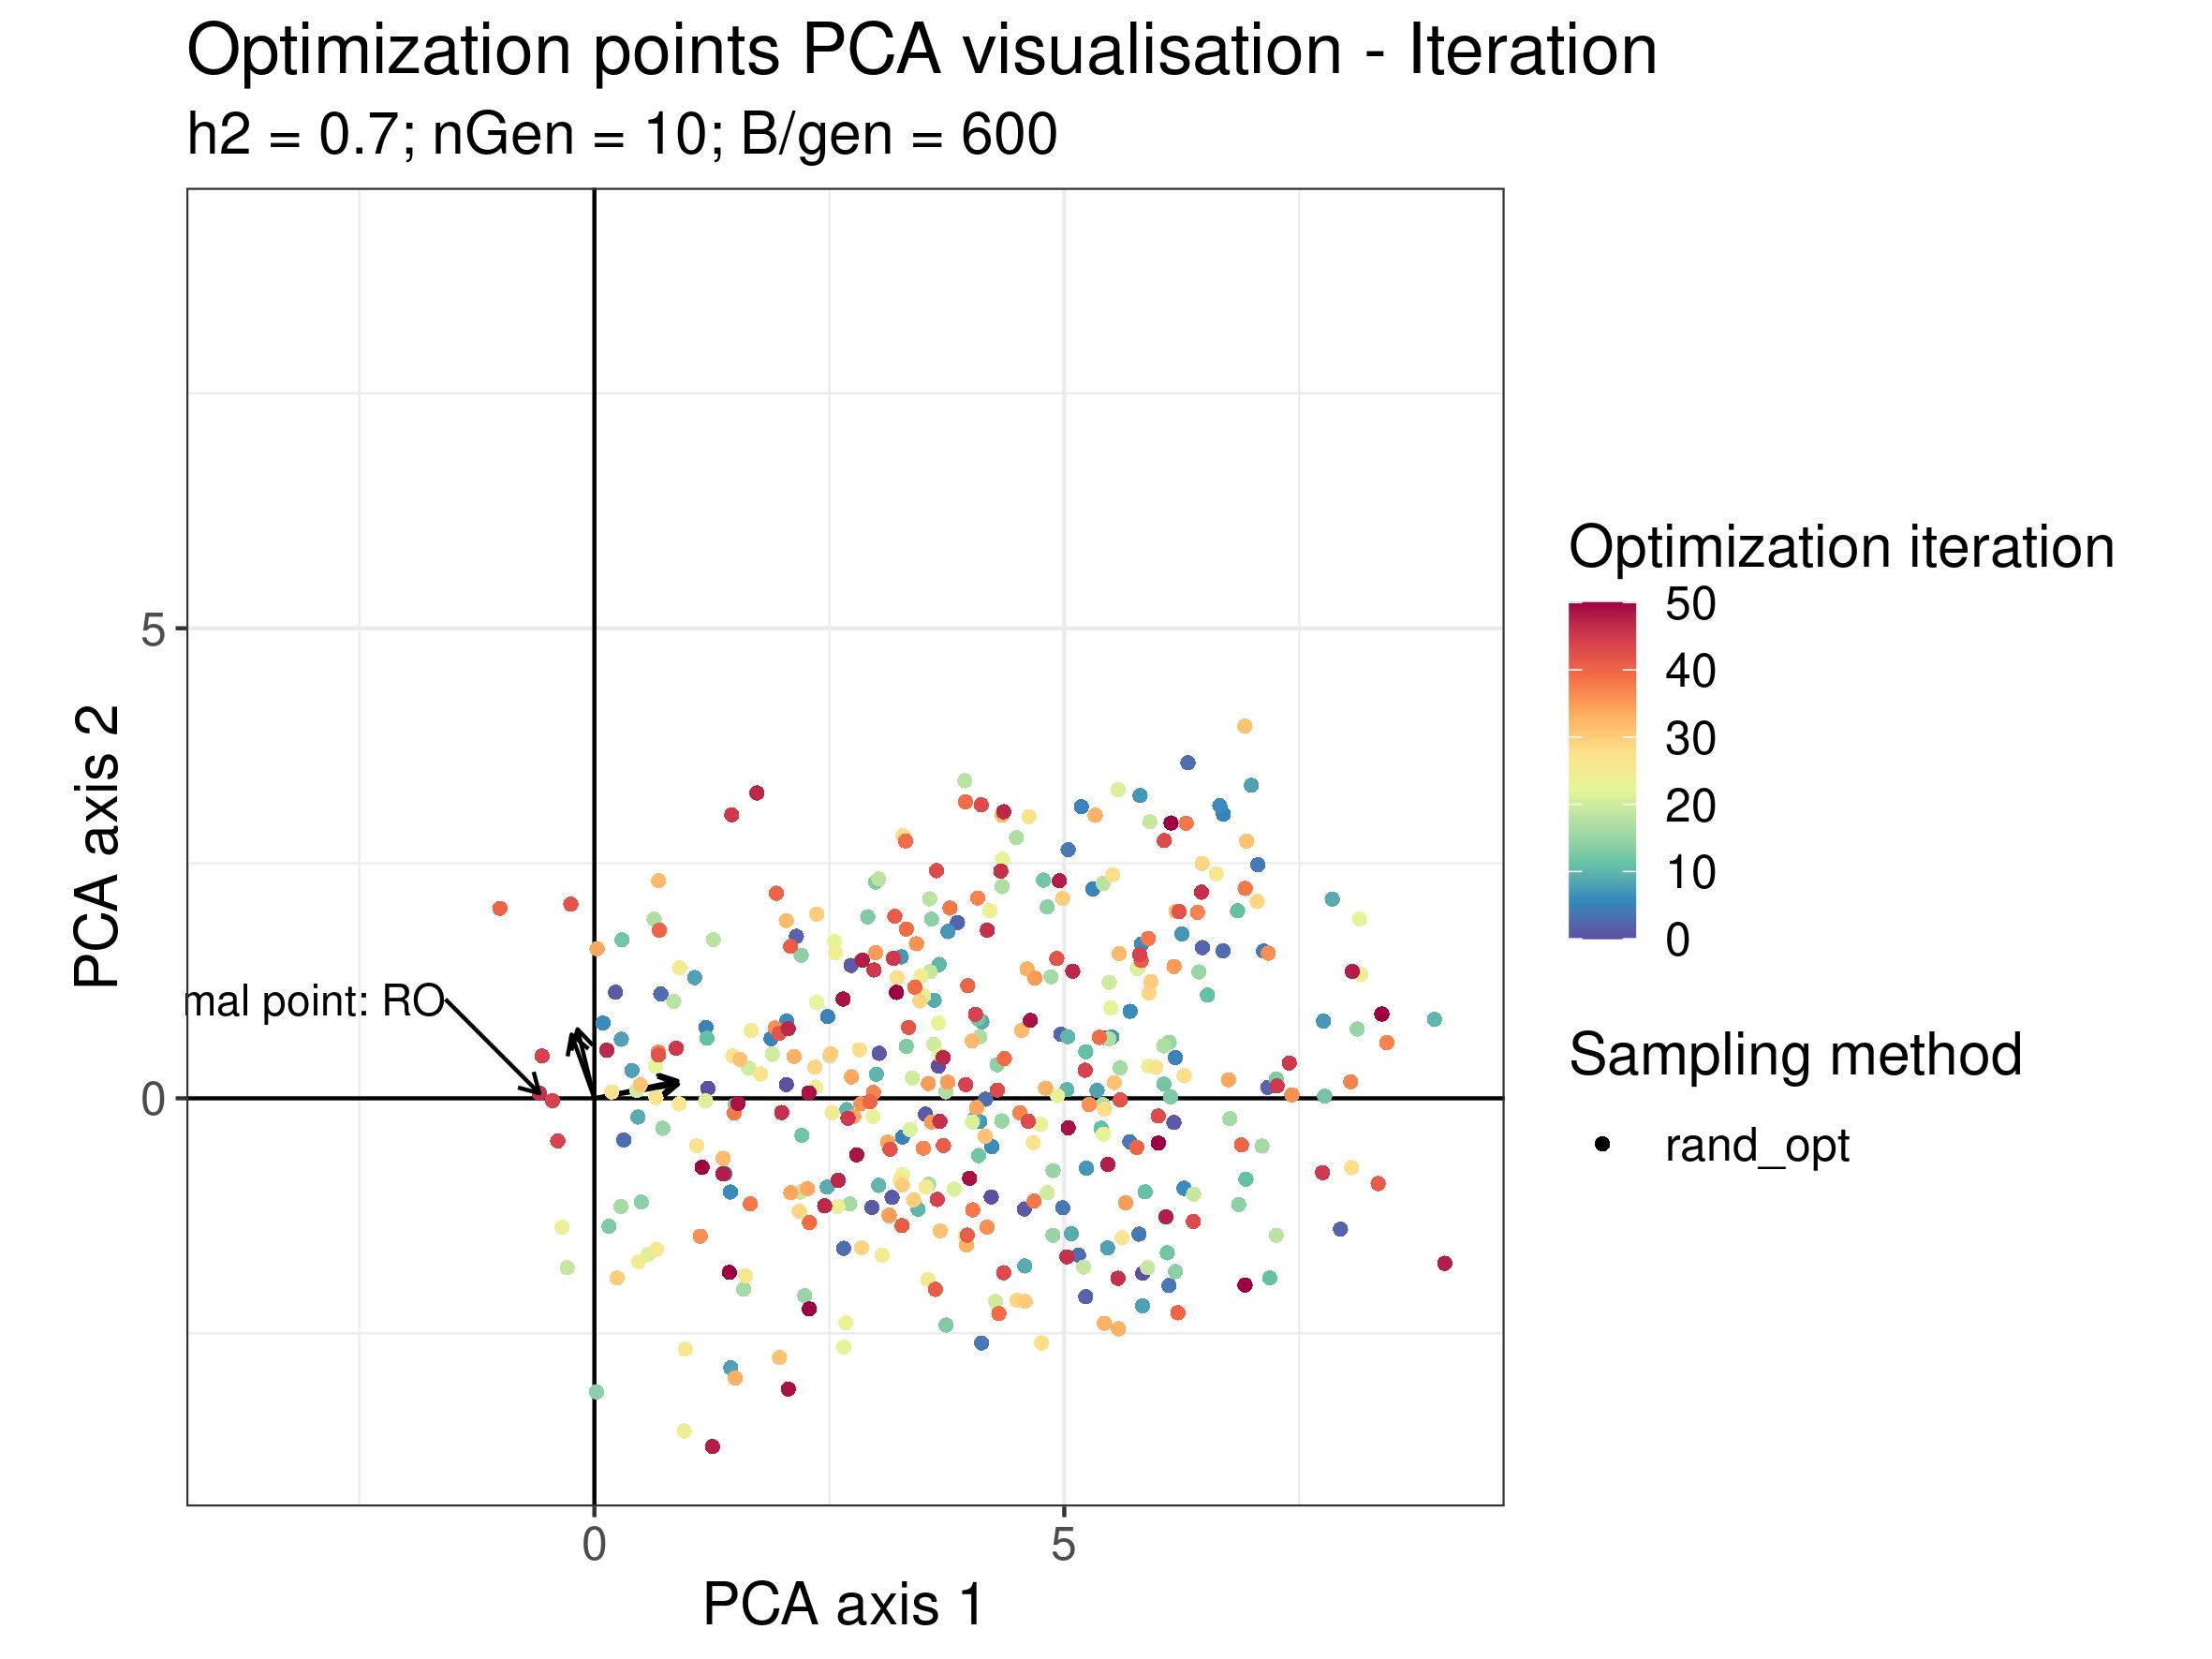 Optimization points PCA visualisation - Iteration
h2 = 0.7; nGen = 10; B/gen = 600
PCA axis 2
5
0
mal point: RO
0
5
PCA axis 1
Optimization iteration
50
40
30
20
10
0
Sampling method
rand_opt